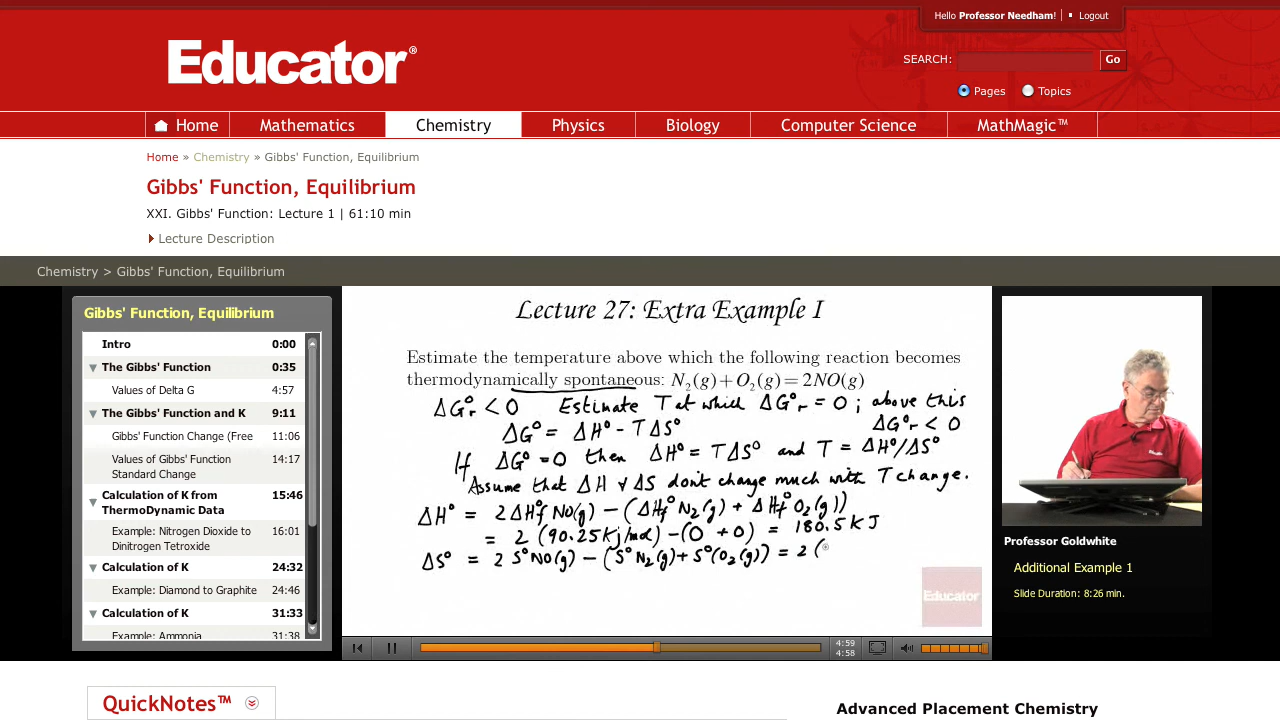 Hello Professor Needham! Logout
Educator®
SEARCH: Go
Pages Topics
Home Mathematics Chemistry Physics Biology Computer Science MathMagic™
Home » Chemistry » Gibbs' Function, Equilibrium
Gibbs' Function, Equilibrium
XXI. Gibbs' Function: Lecture 1 | 61:10 min
Lecture Description
Chemistry > Gibbs' Function, Equilibrium
Gibbs' Function, Equilibrium
Intro 0:00
The Gibbs' Function 0:35
Values of Delta G 4:57
The Gibbs' Function and K 9:11
Gibbs' Function Change (Free 11:06
Values of Gibbs' Function 14:17
Standard Change
Calculation of K from 15:46
ThermoDynamic Data
Example: Nitrogen Dioxide to 16:01
Dinitrogen Tetroxide
Calculation of K 24:32
Example: Diamond to Graphite 24:46
Calculation of K 31:33
Example: Ammonia 31:38
Lecture 27: Extra Example I
Estimate the temperature above which the following reaction becomes
thermodynamically spontaneous: N₂(g)+O₂(g)=2NO(g)
ΔG°r < 0 Estimate T at which ΔG°r = 0 ; above this
ΔG°r < 0
ΔG° = ΔH° - TΔS°
If ΔG° = 0 then ΔH° = TΔS° and T = ΔH°/ΔS°
Assume that ΔH & ΔS don't change much with T change.
ΔH° = 2ΔHf° NO(g) - (ΔHf° N₂(g) + ΔHf° O₂(g))
= 2 (90.25 kJ/mol) - (0 + 0) = 180.5 KJ
ΔS° = 2 S° NO(g) - (S° N₂(g) + S°(O₂(g)) = 2 (
Educator
4:59
4:58
Professor Goldwhite
Additional Example 1
Slide Duration: 8:26 min.
QuickNotes™
Advanced Placement Chemistry